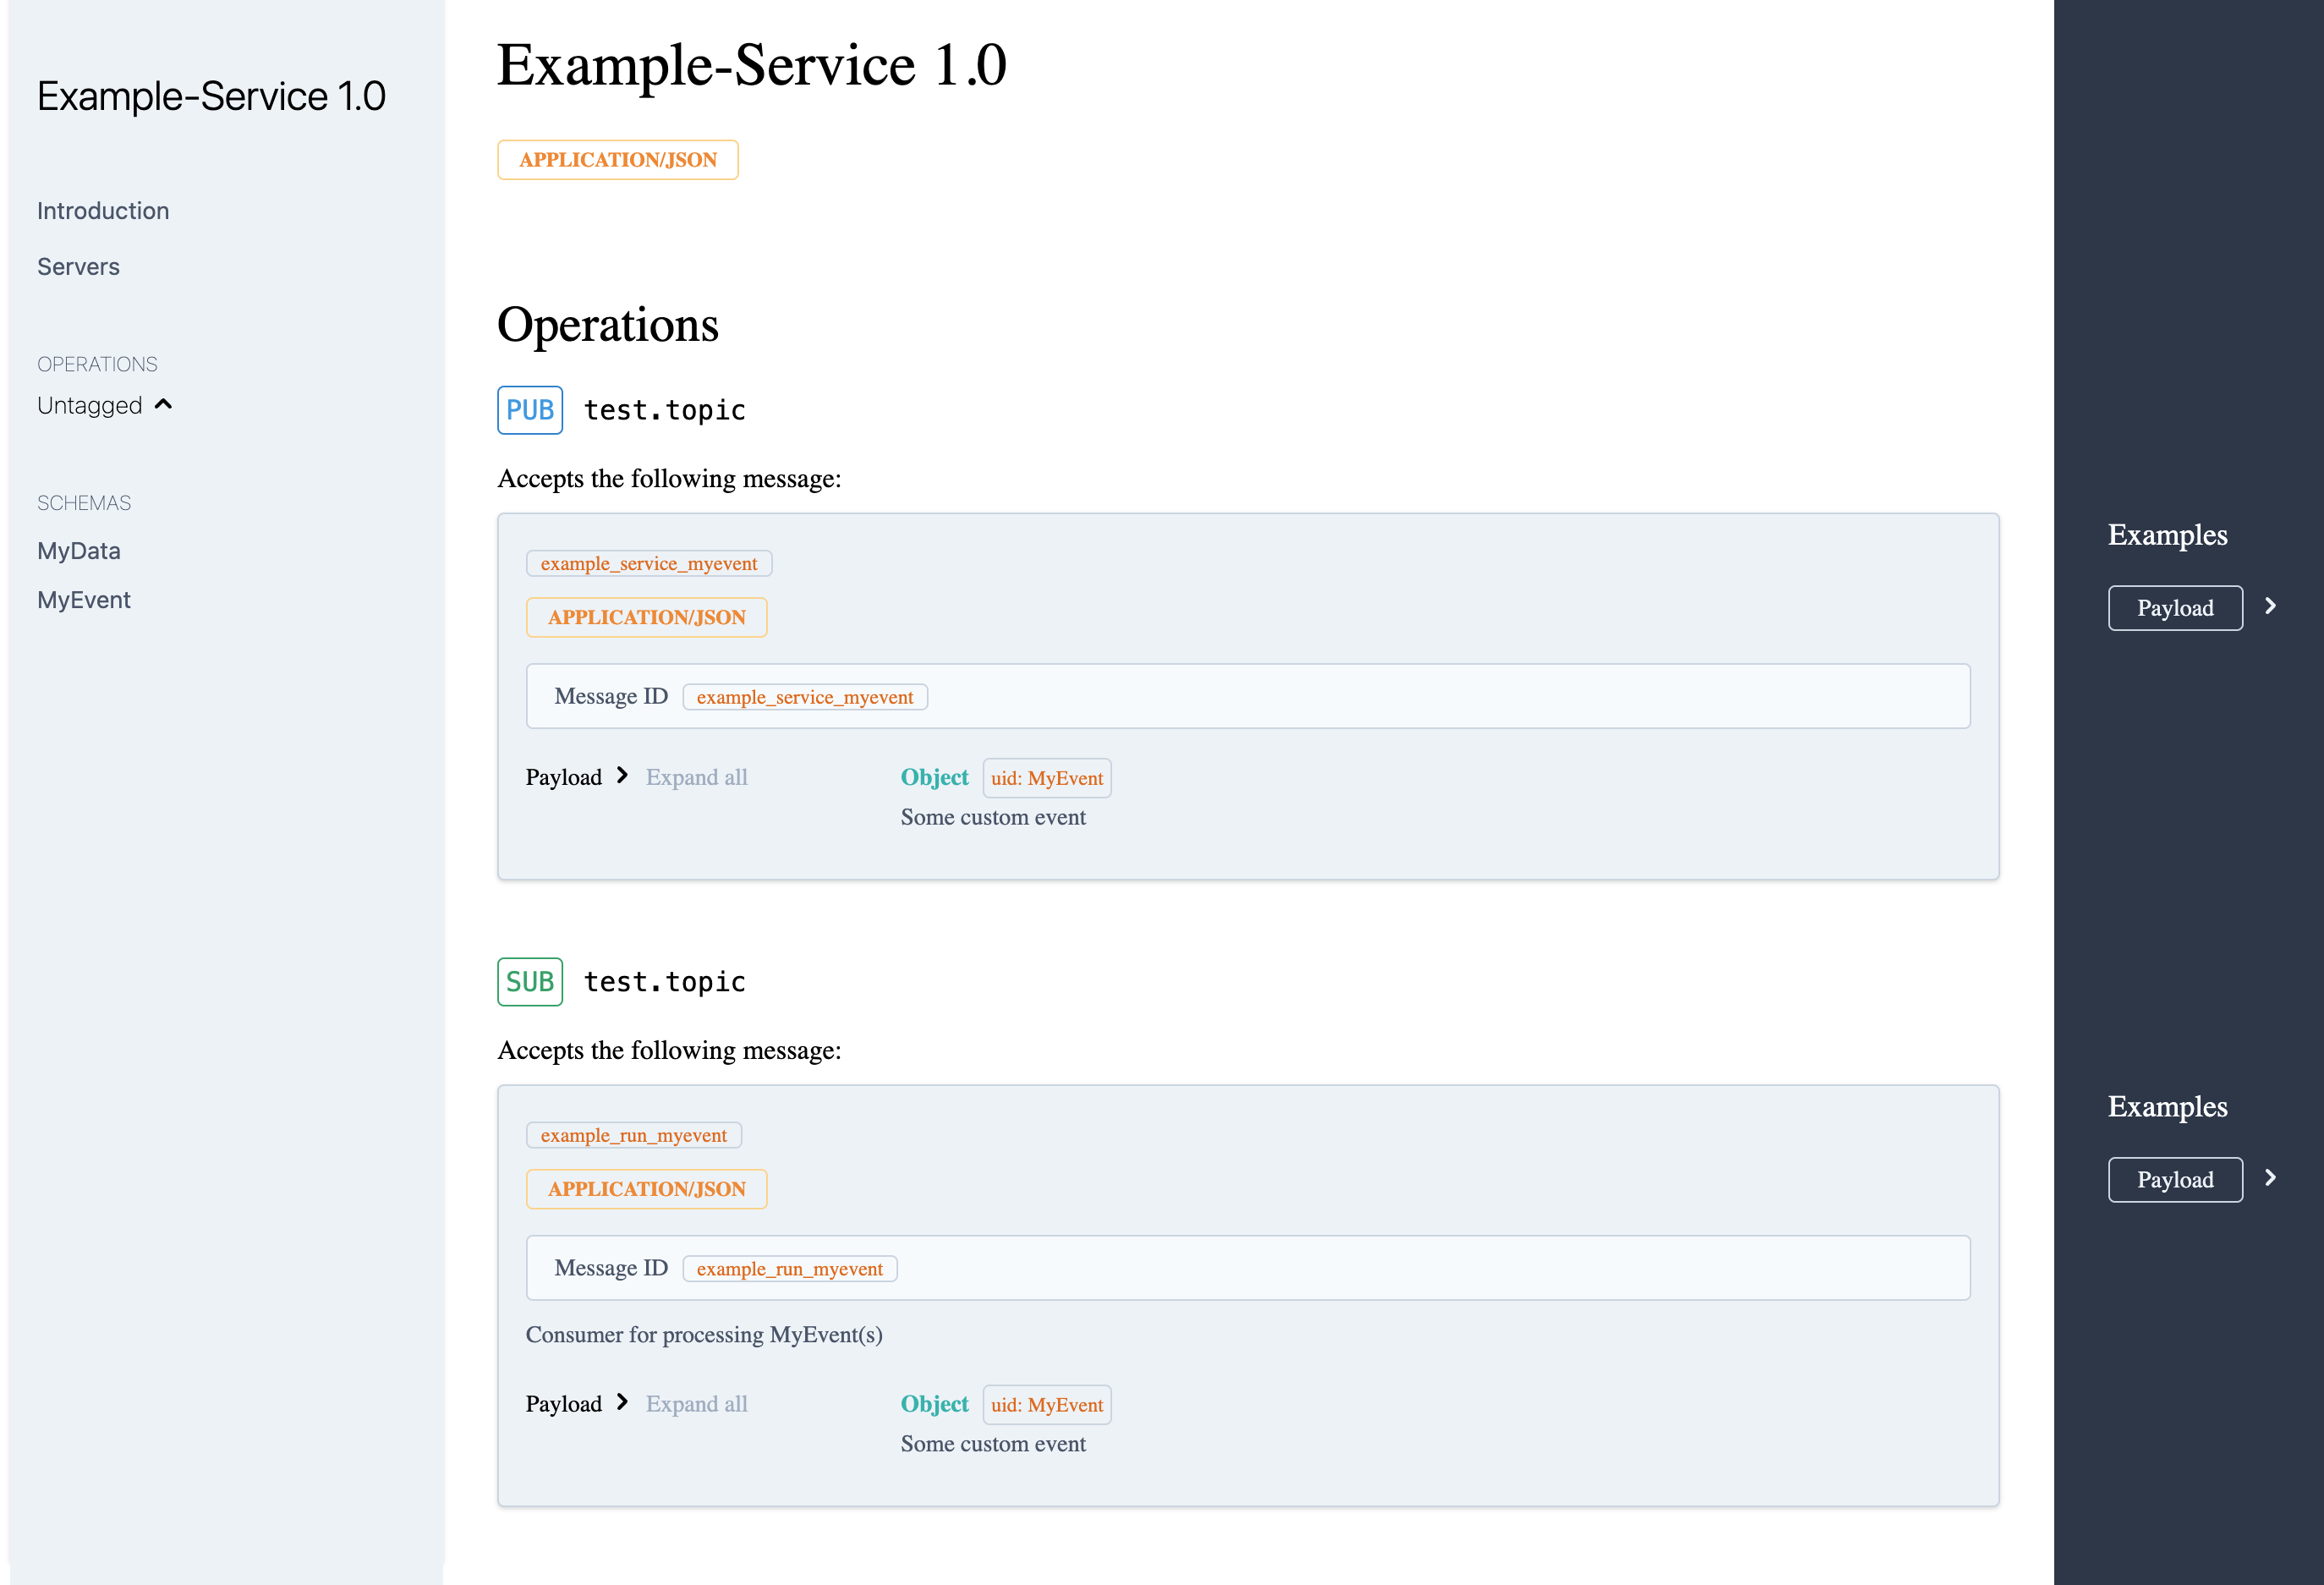 Example-Service 1.0
Introduction
Servers
OPERATIONS
Untagged
SCHEMAS
MyData
MyEvent
Example-Service 1.0
APPLICATION/JSON
Operations
PUB test.topic
Accepts the following message:
example_service_myevent
APPLICATION/JSON
Message ID example_service_myevent
Payload Expand all Object uid: MyEvent
Some custom event
Examples
Payload
SUB test.topic
Accepts the following message:
example_run_myevent
APPLICATION/JSON
Message ID example_run_myevent
Consumer for processing MyEvent(s)
Payload Expand all Object uid: MyEvent
Some custom event
Examples
Payload